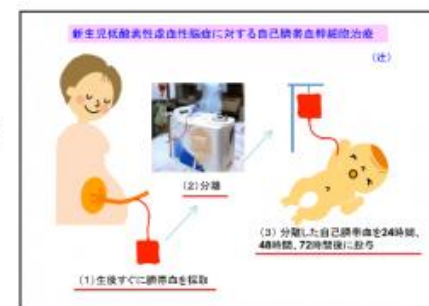 新生児低酸素性虚血性脳症に対する自己臍帯血幹細胞治療
(辻)
(2)分離
(1)生後すぐに臍帯血を採取
(3) 分離した自己臍帯血を24時間、
48時間、72時間後に投与